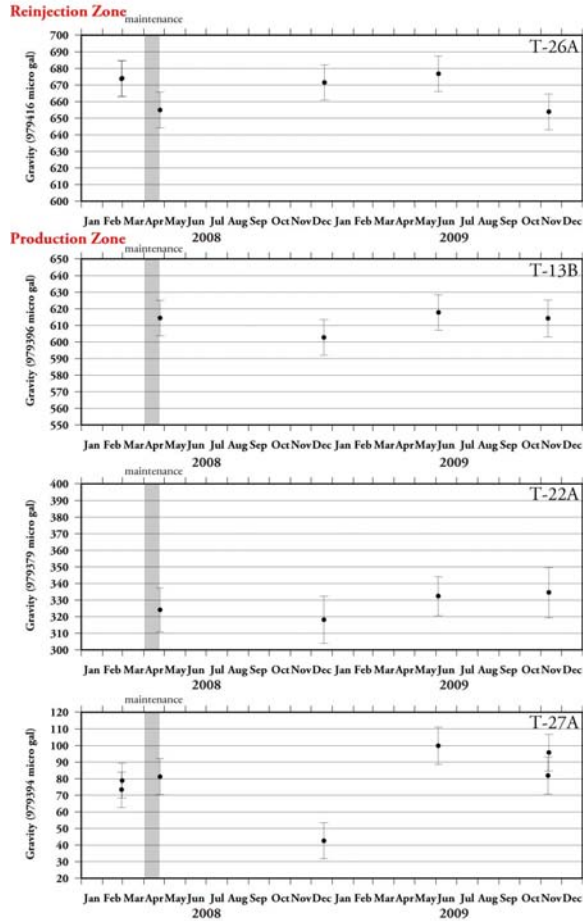 Reinjection Zone
maintenance
T-26A
Gravity (979416 micro gal)
700
690
680
670
660
650
640
630
620
610
600
Jan Feb Mar Apr May Jun Jul Aug Sep Oct Nov Dec Jan Feb Mar Apr May Jun Jul Aug Sep Oct Nov Dec
2008 2009
Production Zone
maintenance
T-13B
Gravity (979396 micro gal)
650
640
630
620
610
600
590
580
570
560
550
Jan Feb Mar Apr May Jun Jul Aug Sep Oct Nov Dec Jan Feb Mar Apr May Jun Jul Aug Sep Oct Nov Dec
2008 2009
maintenance
T-22A
Gravity (979379 micro gal)
400
390
380
370
360
350
340
330
320
310
300
Jan Feb Mar Apr May Jun Jul Aug Sep Oct Nov Dec Jan Feb Mar Apr May Jun Jul Aug Sep Oct Nov Dec
2008 2009
maintenance
T-27A
Gravity (979394 micro gal)
120
110
100
90
80
70
60
50
40
30
20
Jan Feb Mar Apr May Jun Jul Aug Sep Oct Nov Dec Jan Feb Mar Apr May Jun Jul Aug Sep Oct Nov Dec
2008 2009